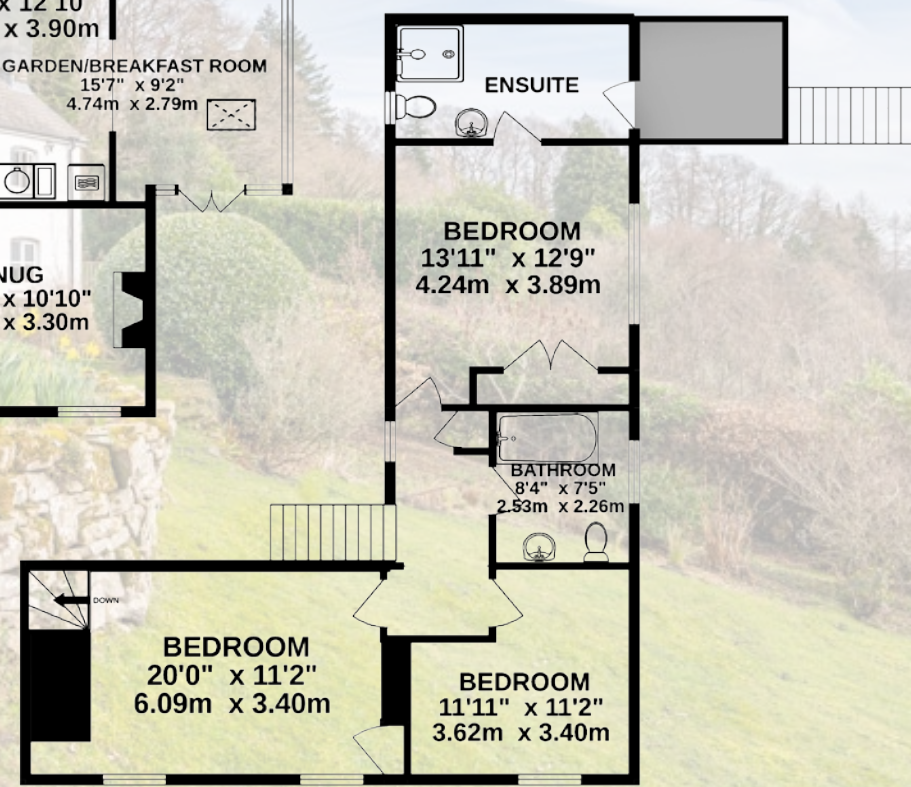 x 12'10"
x 3.90m
GARDEN/BREAKFAST ROOM
15'7" x 9'2"
4.74m x 2.79m
ENSUITE
BEDROOM
13'11" x 12'9"
4.24m x 3.89m
NUG
x 10'10"
x 3.30m
BATHROOM
8'4" x 7'5"
2.53m x 2.26m
DOWN
BEDROOM
20'0" x 11'2"
6.09m x 3.40m
BEDROOM
11'11" x 11'2"
3.62m x 3.40m